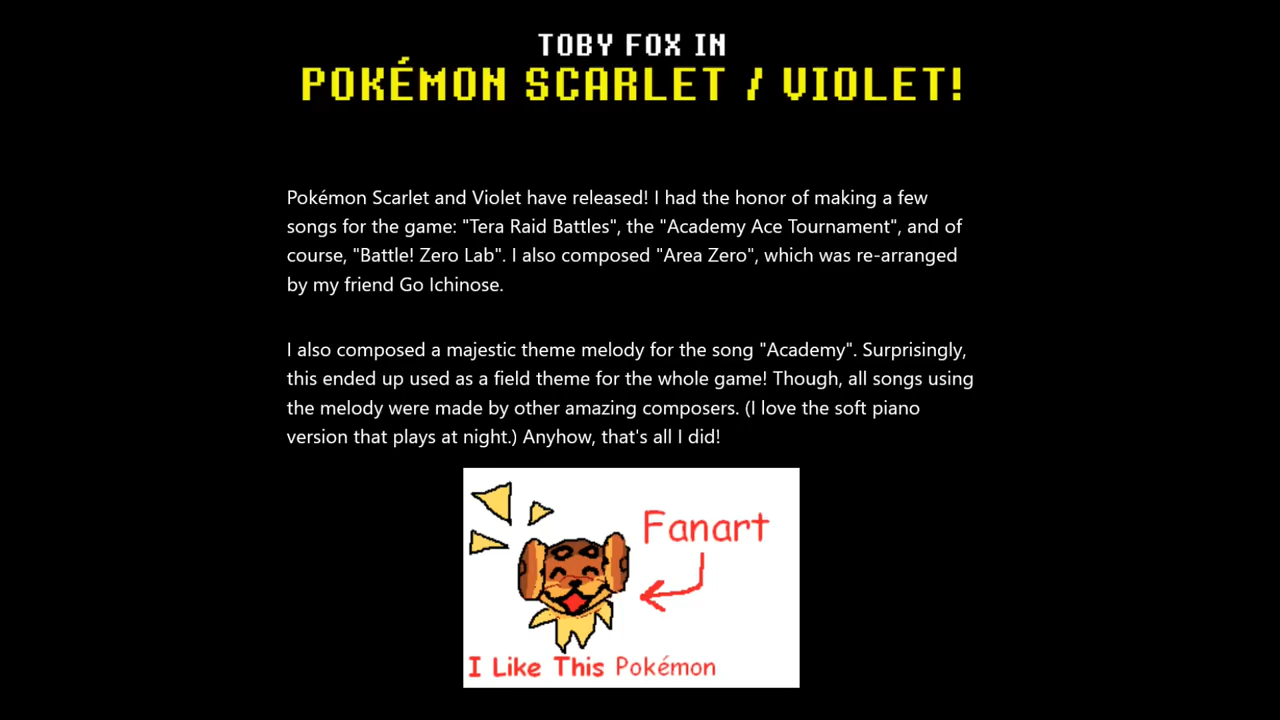 TOBY FOX IN
POKÉMON SCARLET / VIOLET!
Pokémon Scarlet and Violet have released! I had the honor of making a few
songs for the game: "Tera Raid Battles", the "Academy Ace Tournament", and of
course, "Battle! Zero Lab". I also composed "Area Zero", which was re-arranged
by my friend Go Ichinose.
I also composed a majestic theme melody for the song "Academy". Surprisingly,
this ended up used as a field theme for the whole game! Though, all songs using
the melody were made by other amazing composers. (I love the soft piano
version that plays at night.) Anyhow, that's all I did!
Fanart
I Like This Pokémon